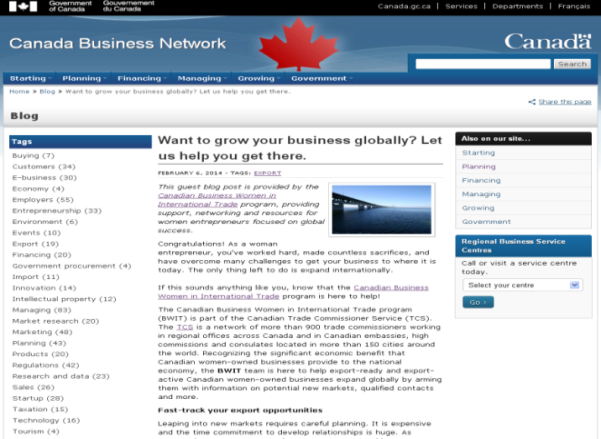 Government of Canada
Gouvernement du Canada
Canada.gc.ca | Services | Departments | Français
Canada Business Network
Canada
Search
Starting Planning Financing Managing Growing Government
Home > Blog > Want to grow your business globally? Let us help you get there.
Share this page
Blog
Tags
Buying (7)
Customers (34)
E-business (30)
Economy (4)
Employers (55)
Entrepreneurship (33)
Environment (6)
Events (10)
Export (19)
Financing (20)
Government procurement (4)
Import (11)
Innovation (14)
Intellectual property (12)
Managing (83)
Market research (20)
Marketing (48)
Planning (43)
Products (20)
Regulations (42)
Research and data (23)
Sales (26)
Startup (28)
Taxation (15)
Technology (16)
Tourism (4)
Want to grow your business globally? Let
us help you get there.
FEBRUARY 6, 2014 - TAGS: EXPORT
This guest blog post is provided by the
Canadian Business Women in
International Trade program, providing
support, networking and resources for
women entrepreneurs focused on global
success.
Congratulations! As a woman
entrepreneur, you've worked hard, made countless sacrifices, and
have overcome many challenges to get your business to where it is
today. The only thing left to do is expand internationally.
If this sounds anything like you, know that the Canadian Business
Women in International Trade program is here to help!
The Canadian Business Women in International Trade program
(BWIT) is part of the Canadian Trade Commissioner Service (TCS).
The TCS is a network of more than 900 trade commissioners working
in regional offices across Canada and in Canadian embassies, high
commissions and consulates located in more than 150 cities around
the world. Recognizing the significant economic benefit that
Canadian women-owned businesses provide to the national
economy, the BWIT team is here to help export-ready and export-
active Canadian women-owned businesses expand globally by arming
them with information on potential new markets, qualified contacts
and more.
Fast-track your export opportunities
Leaping into new markets requires careful planning. It is expensive
and the time commitment to develop relationships is huge. As
Also on our site...
Starting
Planning
Financing
Managing
Growing
Government
Regional Business Service
Centres
Call or visit a service centre
today.
Select your centre
Go ›